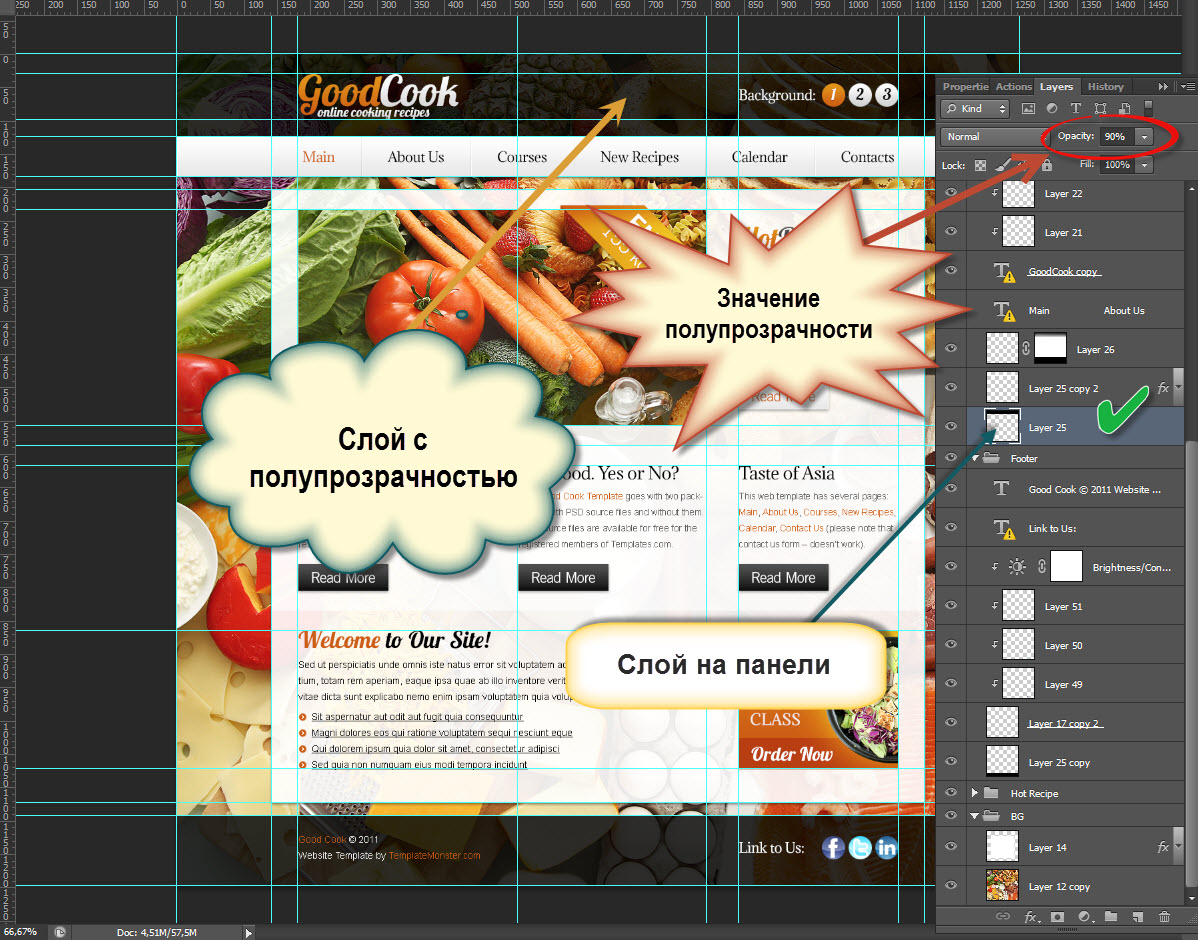 250 200 150 100 50 0 50 100 150 200 250 300 350 400 450 500 550 600 650 700 750 800 850 900 950 1000 1050 1100 1150 1200 1250 1300 1350 1400 1450
GoodCook
online cooking recipes
Background: 1 2 3
Main About Us Courses New Recipes Calendar Contacts
Значение
полупрозрачности
Read More
Слой с
полупрозрачностью
ood. Yes or No?
d Cook Template goes with two pack-
th PSD source files and without them.
ource files are available for free for the
gistered members of Templates.com.
Taste of Asia
This web template has several pages:
Main, About Us, Courses, New Recipes,
Calendar, Contact Us (please note that
contact us form – doesn't work).
Read More
Read More
Read More
Welcome to Our Site!
Sed ut perspiciatis unde omnis iste natus error sit voluptatem ac
tium, totam rem aperiam, eaque ipsa quae ab illo inventore verit
vitae dicta sunt explicabo nemo enim ipsam voluptatem quia volup
Sit aspernatur aut odit aut fugit quia consequuntur
Magni dolores eos qui ratione voluptatem sequi nesciunt eque
Qui dolorem ipsum quia dolor sit amet, consectetur adipisci
Sed quia non numquam eius modi tempora incidunt
Слой на панели
CLASS
Order Now
Good Cook © 2011
Website Template by TemplateMonster.com
Link to Us:
Propertie Actions Layers History
Kind
Normal Opacity: 90%
Lock: Fill: 100%
Layer 22
Layer 21
GoodCook copy
Main About Us
Layer 26
Layer 25 copy 2 fx
Layer 25
Footer
Good Cook © 2011 Website ...
Link to Us:
Brightness/Con...
Layer 51
Layer 50
Layer 49
Layer 17 copy 2
Layer 25 copy
Hot Recipe
BG
Layer 14 fx
Layer 12 copy
fx
66,67% Doc: 4,51M/57,5M